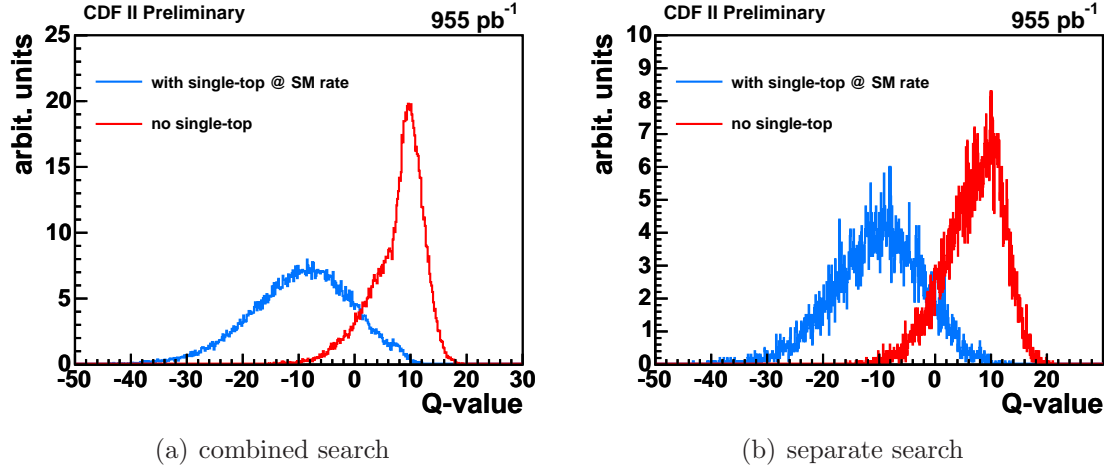 CDF II Preliminary
955 pb-1
arbit. units
25
20
15
10
5
0
with single-top @ SM rate
no single-top
-50 -40 -30 -20 -10 0 10 20 30
Q-value
(a) combined search
CDF II Preliminary
955 pb-1
arbit. units
10
9
8
7
6
5
4
3
2
1
0
with single-top @ SM rate
no single-top
-50 -40 -30 -20 -10 0 10 20
Q-value
(b) separate search